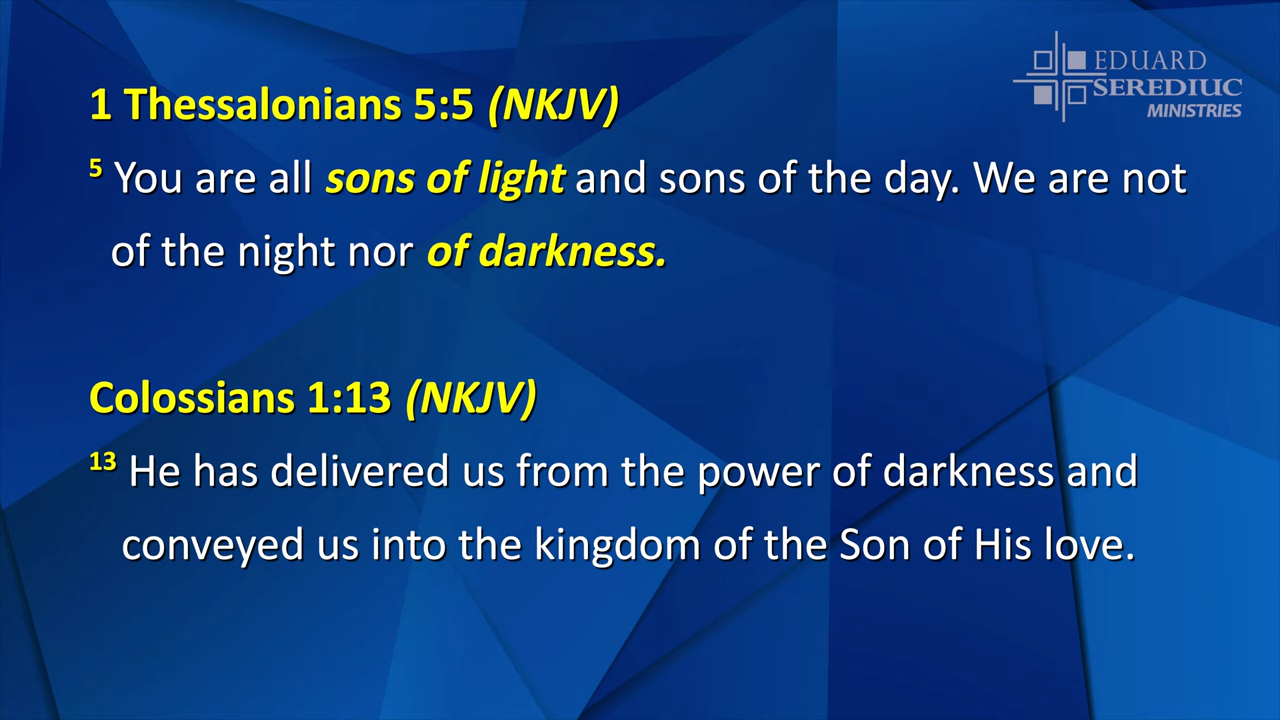 EDUARD
SEREDIUC
MINISTRIES
1 Thessalonians 5:5 (NKJV)
5 You are all sons of light and sons of the day. We are not
of the night nor of darkness.
Colossians 1:13 (NKJV)
13 He has delivered us from the power of darkness and
conveyed us into the kingdom of the Son of His love.